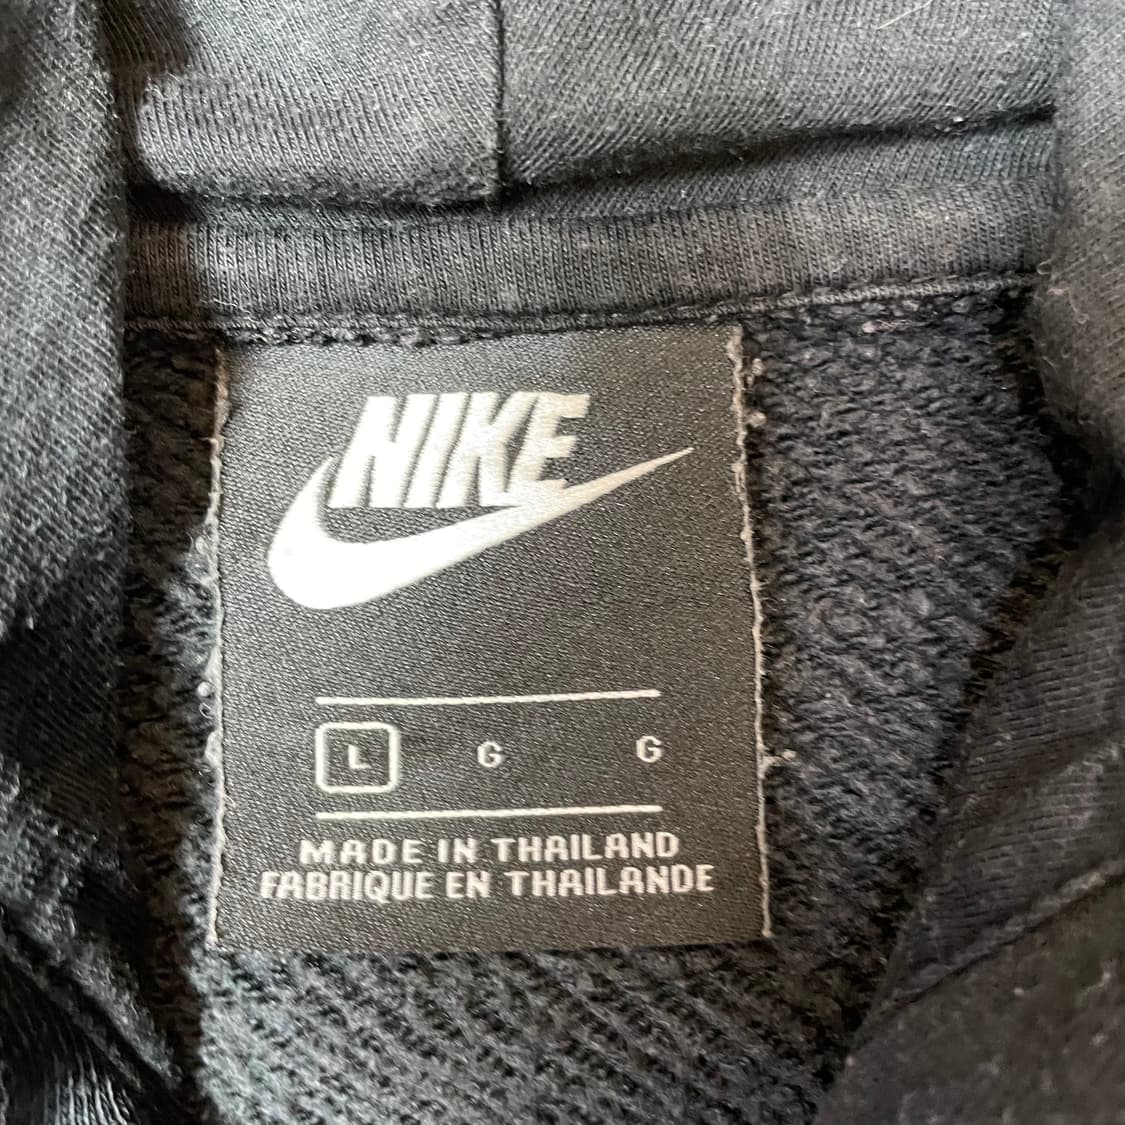 NIKE
L G G
MADE IN THAILAND
FABRIQUE EN THAILANDE